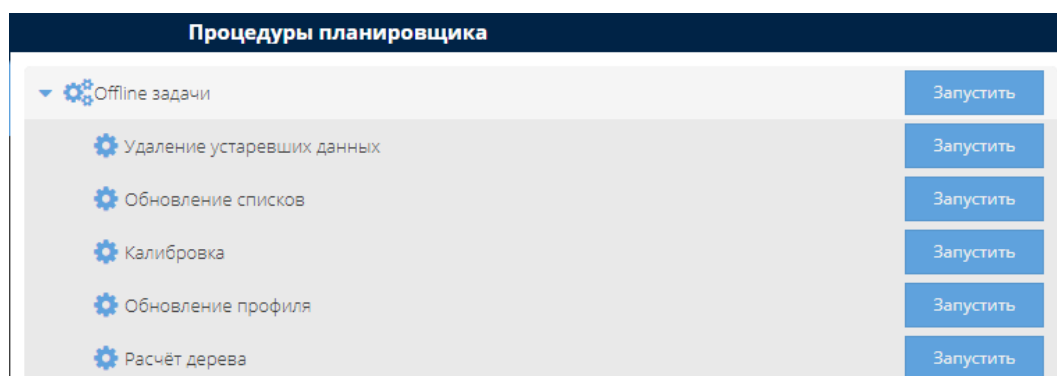 Процедуры планировщика
Offline задачи Запустить
Удаление устаревших данных Запустить
Обновление списков Запустить
Калибровка Запустить
Обновление профиля Запустить
Расчёт дерева Запустить